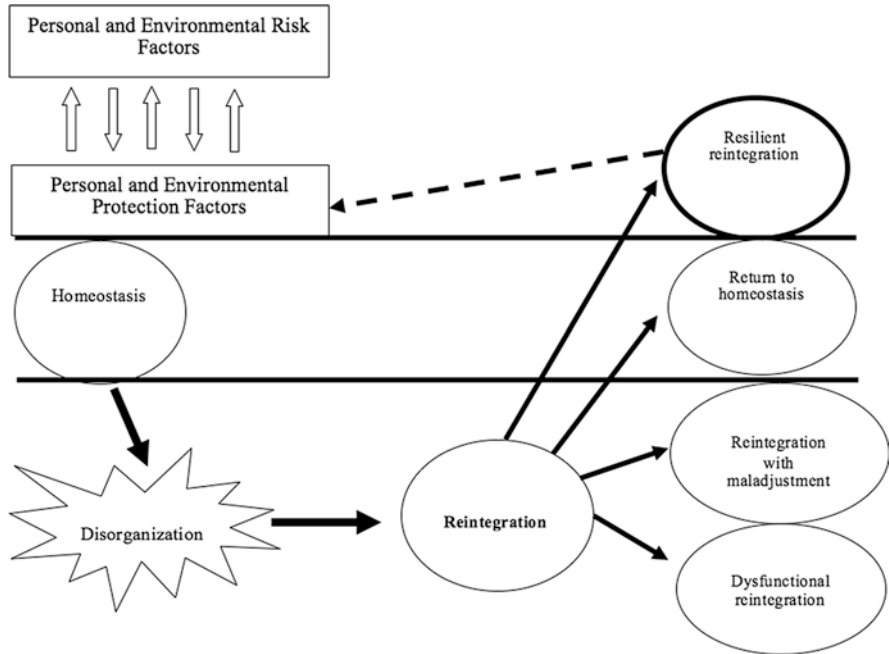 Personal and Environmental Risk
Factors
Personal and Environmental
Protection Factors
Resilient
reintegration
Homeostasis
Return to
homeostasis
Reintegration
with
maladjustment
Disorganization
Reintegration
Dysfunctional
reintegration